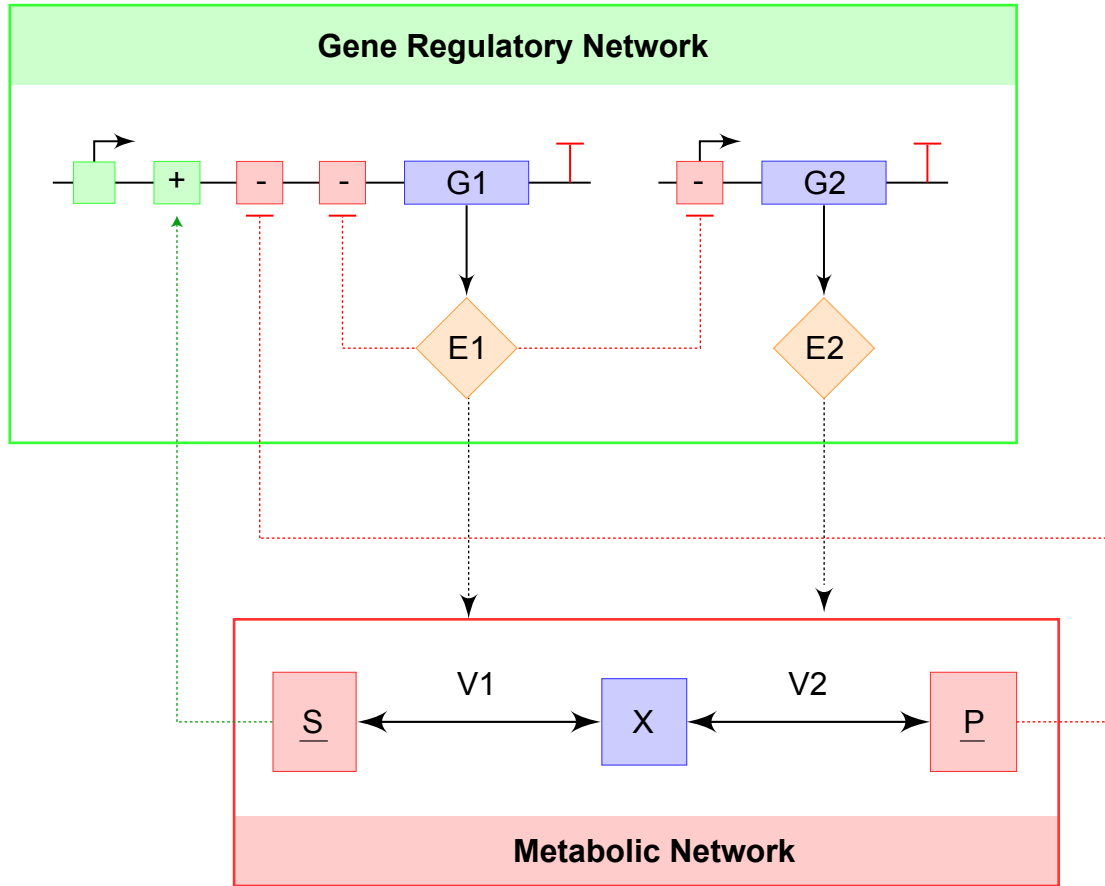 Gene Regulatory Network
+ - - G1 - G2
E1 E2
V1 V2
S X P
Metabolic Network